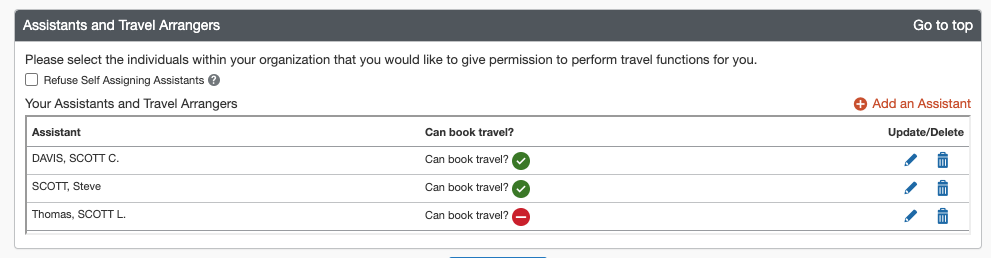 Assistants and Travel Arrangers Go to top
Please select the individuals within your organization that you would like to give permission to perform travel functions for you.
Refuse Self Assigning Assistants ?
Your Assistants and Travel Arrangers Add an Assistant
Assistant Can book travel? Update/Delete
DAVIS, SCOTT C. Can book travel?
SCOTT, Steve Can book travel?
Thomas, SCOTT L. Can book travel?